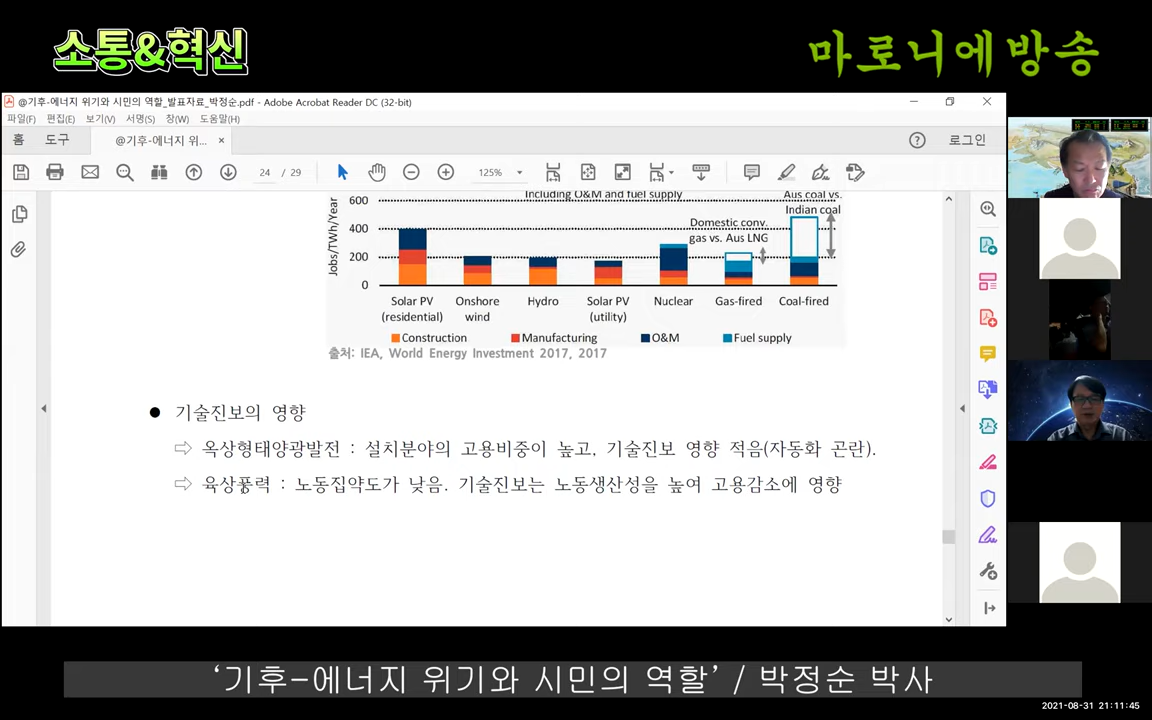 소통&혁신
마로니에방송
@기후-에너지 위기와 시민의 역할_발표자료_박정순.pdf - Adobe Acrobat Reader DC (32-bit)
파일(F) 편집(E) 보기(V) 서명(S) 창(W) 도움말(H)
홈 도구 @기후-에너지 위... × 로그인
24 / 29 125%
Including O&M and fuel supply
Aus coal vs.
Indian coal
Domestic conv.
gas vs. Aus LNG
Jobs/TWh/Year
600
400
200
0
Solar PV (residential)
Onshore wind
Hydro
Solar PV (utility)
Nuclear
Gas-fired
Coal-fired
Construction Manufacturing O&M Fuel supply
출처: IEA, World Energy Investment 2017, 2017
● 기술진보의 영향
⇨ 옥상형태양광발전 : 설치분야의 고용비중이 높고, 기술진보 영향 적음(자동화 곤란).
⇨ 육상풍력 : 노동집약도가 낮음. 기술진보는 노동생산성을 높여 고용감소에 영향
‘기후-에너지 위기와 시민의 역할’ / 박정순 박사
2021-08-31 21:11:45